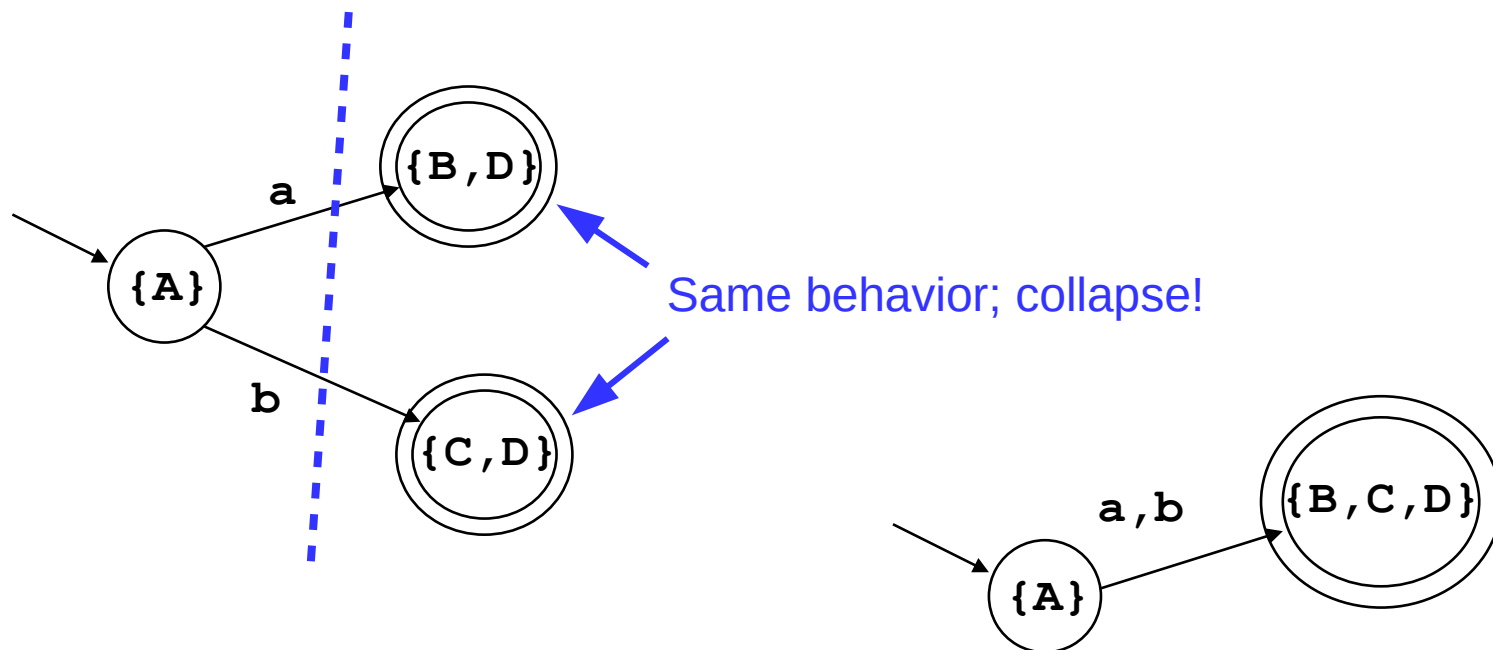 {B,D}
a
{A}
Same behavior; collapse!
b
{C,D}
{B,C,D}
a,b
{A}